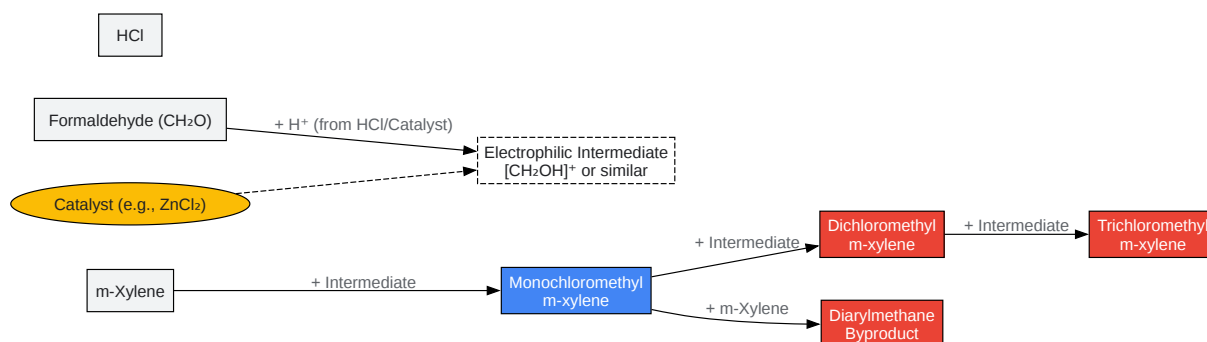 HCl
Formaldehyde (CH₂O)
+ H⁺ (from HCl/Catalyst)
Electrophilic Intermediate
[CH₂OH]⁺ or similar
Catalyst (e.g., ZnCl₂)
m-Xylene
+ Intermediate
Monochloromethyl
m-xylene
+ Intermediate
Dichloromethyl
m-xylene
+ Intermediate
Trichloromethyl
m-xylene
+ m-Xylene
Diarylmethane
Byproduct